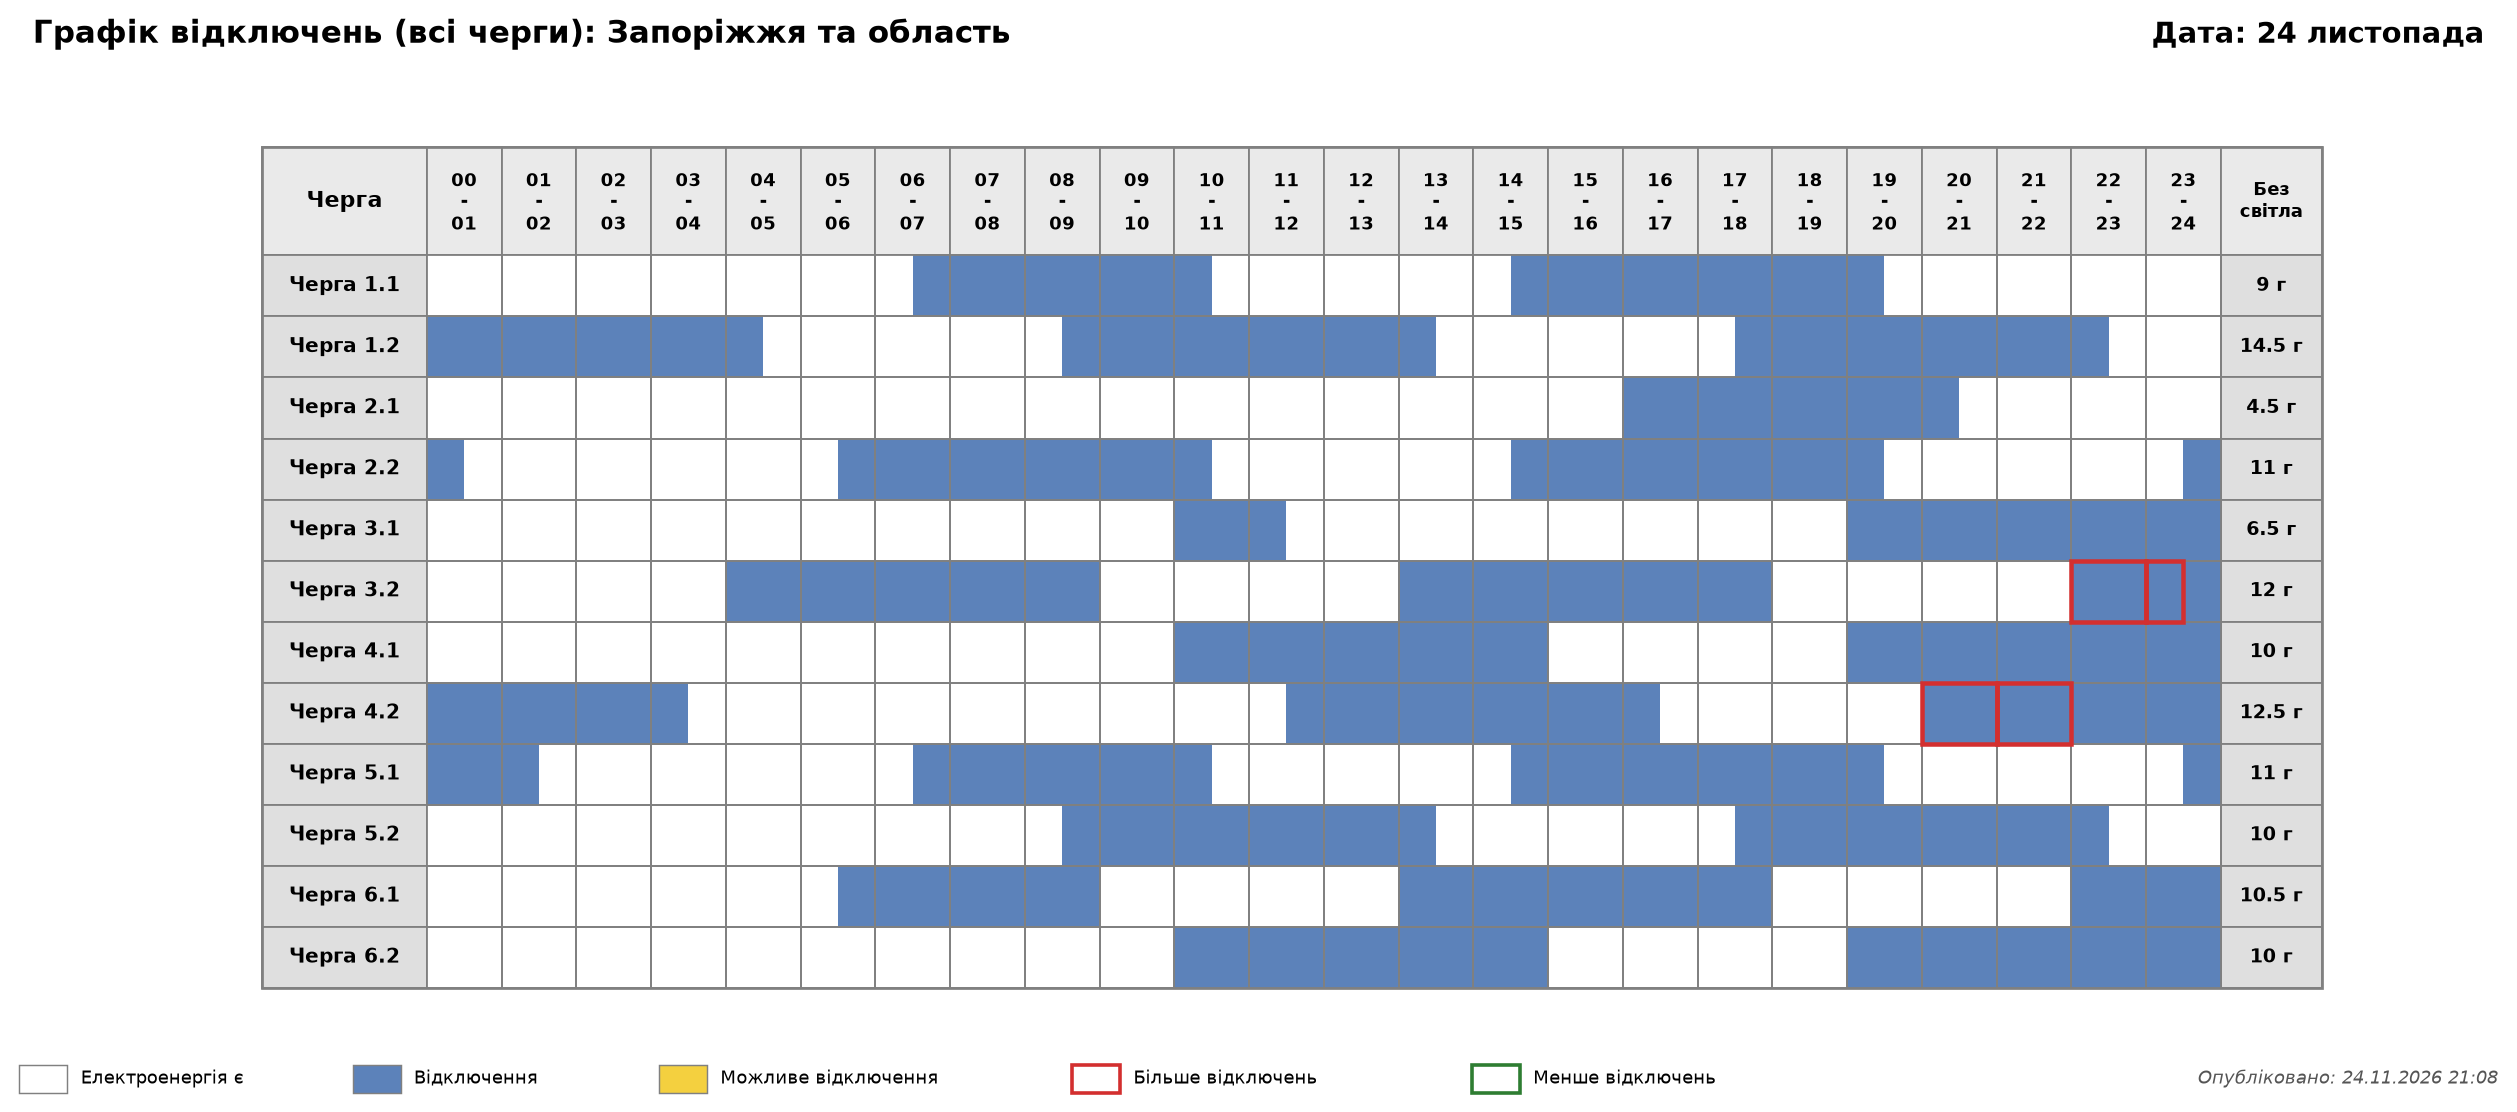 Графік відключень (всі черги): Запоріжжя та область
Дата: 24 листопада
Черга 00 - 01 01 - 02 02 - 03 03 - 04 04 - 05 05 - 06 06 - 07 07 - 08 08 - 09 09 - 10 10 - 11 11 - 12 12 - 13 13 - 14 14 - 15 15 - 16 16 - 17 17 - 18 18 - 19 19 - 20 20 - 21 21 - 22 22 - 23 23 - 24 Без світла
Черга 1.1 9 г
Черга 1.2 14.5 г
Черга 2.1 4.5 г
Черга 2.2 11 г
Черга 3.1 6.5 г
Черга 3.2 12 г
Черга 4.1 10 г
Черга 4.2 12.5 г
Черга 5.1 11 г
Черга 5.2 10 г
Черга 6.1 10.5 г
Черга 6.2 10 г
Електроенергія є Відключення Можливе відключення Більше відключень Менше відключень
Опубліковано: 24.11.2026 21:08